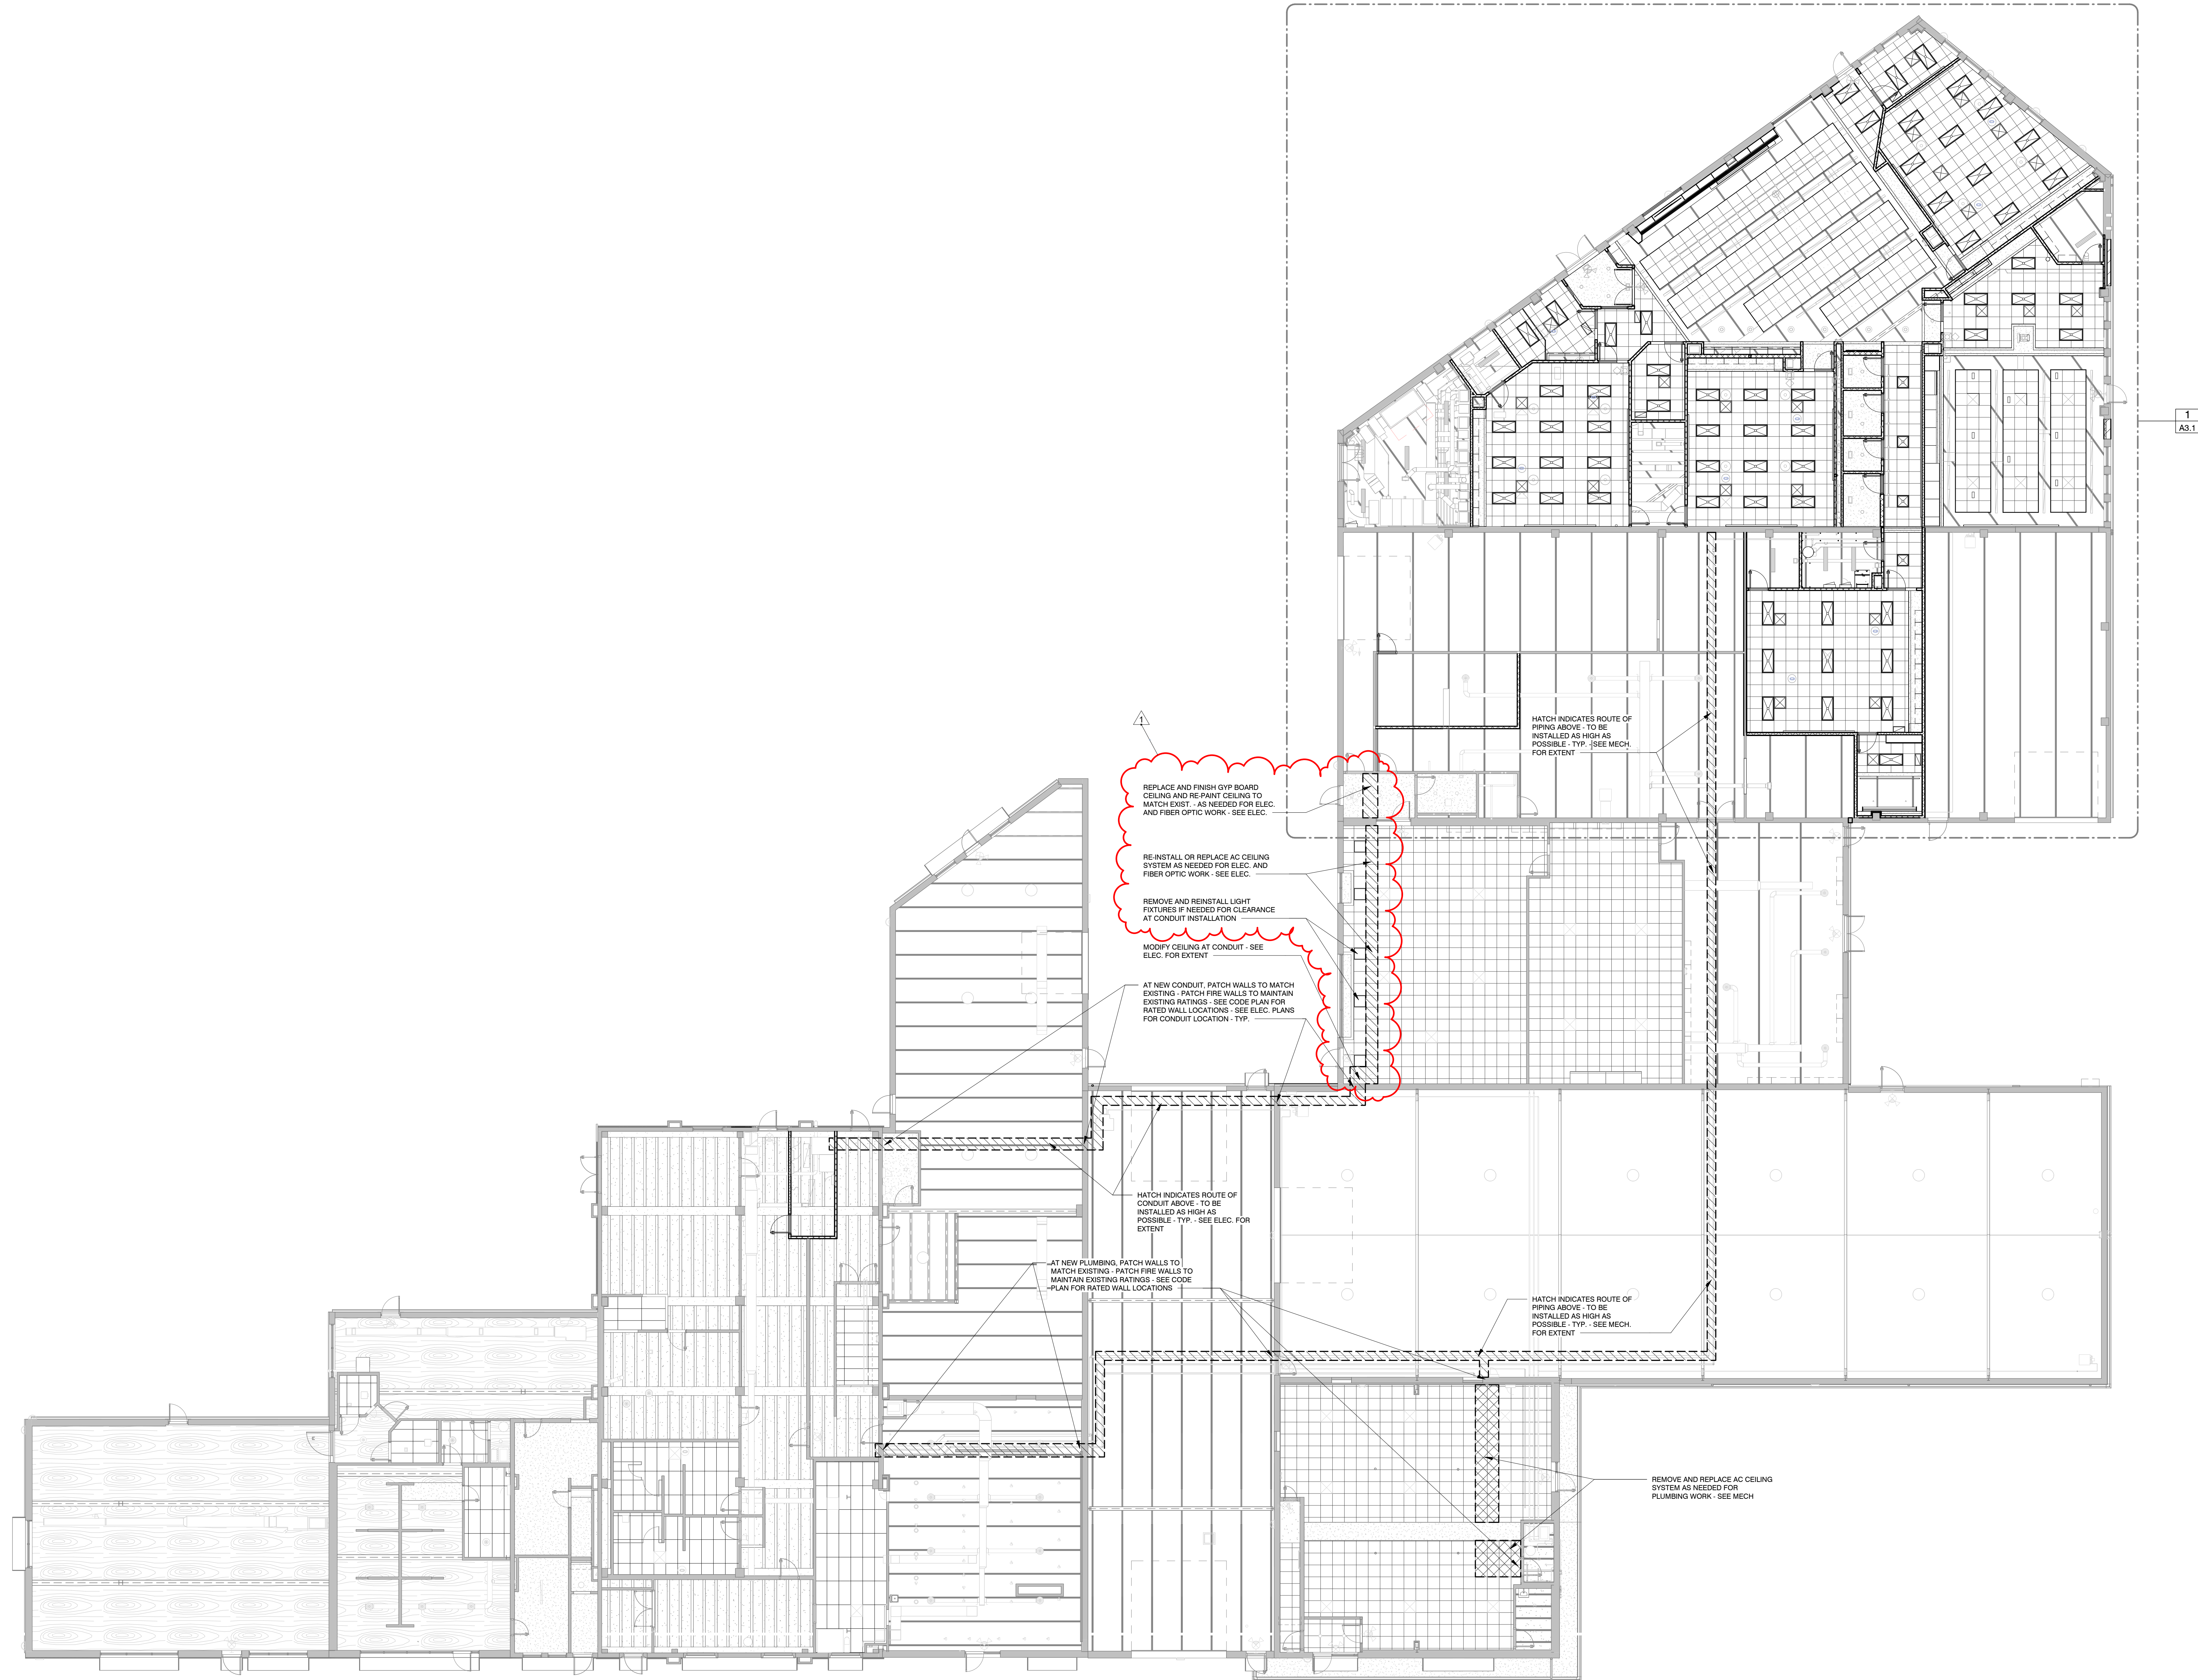 1
A3.1
HATCH INDICATES ROUTE OF
PIPING ABOVE - TO BE
INSTALLED AS HIGH AS
POSSIBLE - TYP. - SEE MECH.
FOR EXTENT
1
REPLACE AND FINISH GYP BOARD
CEILING AND RE-PAINT CEILING TO
MATCH EXIST. - AS NEEDED FOR ELEC.
AND FIBER OPTIC WORK - SEE ELEC.
RE-INSTALL OR REPLACE AC CEILING
SYSTEM AS NEEDED FOR ELEC. AND
FIBER OPTIC WORK - SEE ELEC.
REMOVE AND REINSTALL LIGHT
FIXTURES IF NEEDED FOR CLEARANCE
AT CONDUIT INSTALLATION
MODIFY CEILING AT CONDUIT - SEE
ELEC. FOR EXTENT
AT NEW CONDUIT, PATCH WALLS TO MATCH
EXISTING - PATCH FIRE WALLS TO MAINTAIN
EXISTING RATINGS - SEE CODE PLAN FOR
RATED WALL LOCATIONS - SEE ELEC. PLANS
FOR CONDUIT LOCATION - TYP.
HATCH INDICATES ROUTE OF
CONDUIT ABOVE - TO BE
INSTALLED AS HIGH AS
POSSIBLE - TYP. - SEE ELEC. FOR
EXTENT
AT NEW PLUMBING, PATCH WALLS TO
MATCH EXISTING - PATCH FIRE WALLS TO
MAINTAIN EXISTING RATINGS - SEE CODE
PLAN FOR RATED WALL LOCATIONS
HATCH INDICATES ROUTE OF
PIPING ABOVE - TO BE
INSTALLED AS HIGH AS
POSSIBLE - TYP. - SEE MECH.
FOR EXTENT
REMOVE AND REPLACE AC CEILING
SYSTEM AS NEEDED FOR
PLUMBING WORK - SEE MECH